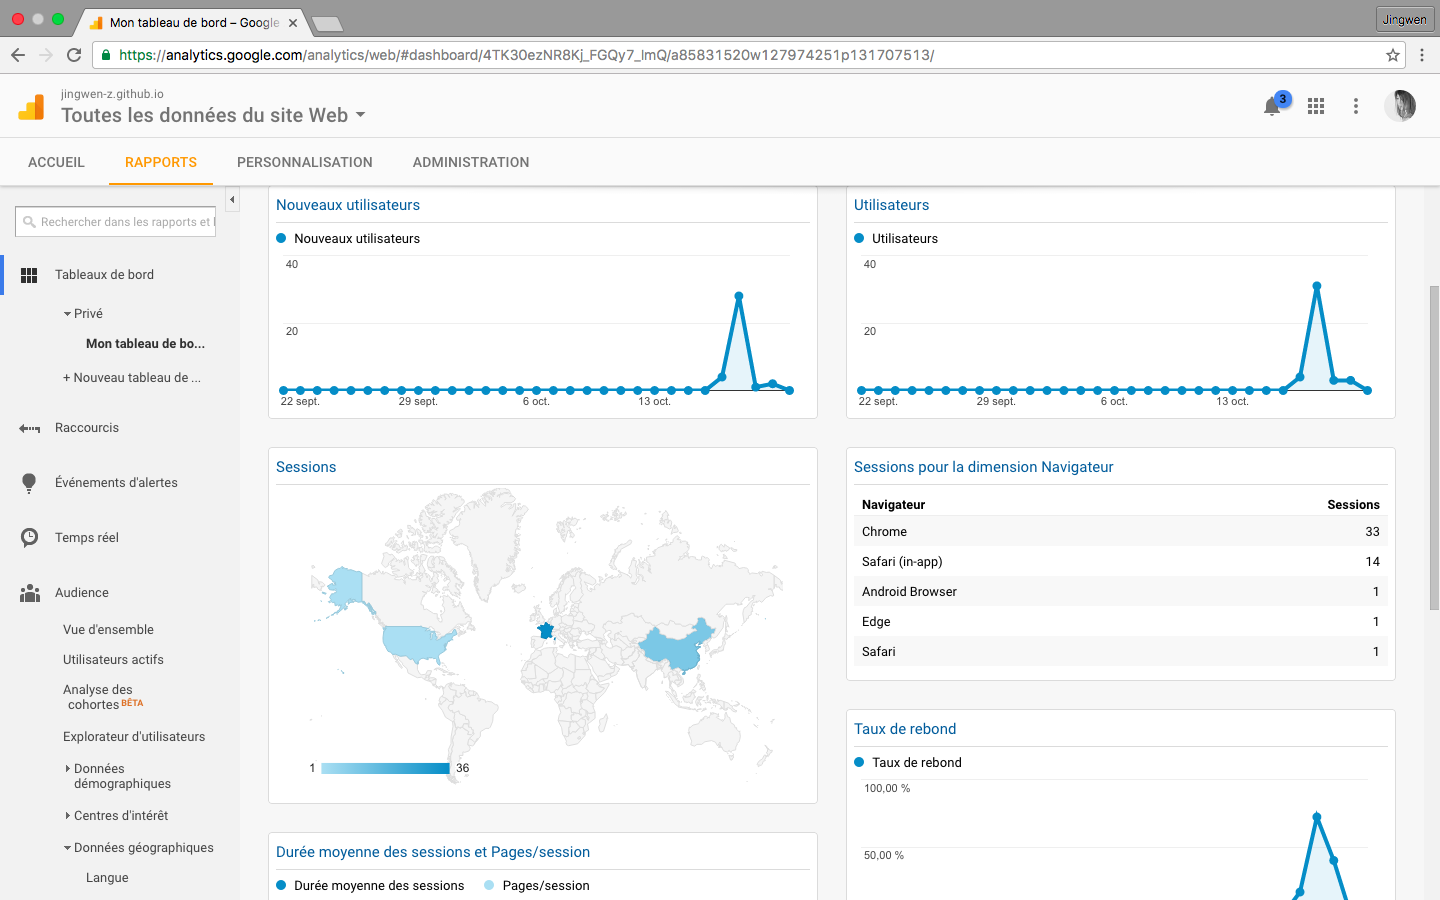 Mon tableau de bord – Google
Jingwen
https://analytics.google.com/analytics/web/#dashboard/4TK30ezNR8Kj_FGQy7_lmQ/a85831520w127974251p131707513/
jingwen-z.github.io
Toutes les données du site Web
3
ACCUEIL
RAPPORTS
PERSONNALISATION
ADMINISTRATION
Rechercher dans les rapports et l
Tableaux de bord
Privé
Mon tableau de bo...
+ Nouveau tableau de ...
Raccourcis
Événements d'alertes
Temps réel
Audience
Vue d'ensemble
Utilisateurs actifs
Analyse des
cohortes BÊTA
Explorateur d'utilisateurs
Données
démographiques
Centres d'intérêt
Données géographiques
Langue
Nouveaux utilisateurs
Nouveaux utilisateurs
40
20
22 sept.
29 sept.
6 oct.
13 oct.
Utilisateurs
Utilisateurs
40
20
22 sept.
29 sept.
6 oct.
13 oct.
Sessions
1
36
Sessions pour la dimension Navigateur
Navigateur Sessions
Chrome 33
Safari (in-app) 14
Android Browser 1
Edge 1
Safari 1
Taux de rebond
Taux de rebond
100,00 %
50,00 %
Durée moyenne des sessions et Pages/session
Durée moyenne des sessions
Pages/session